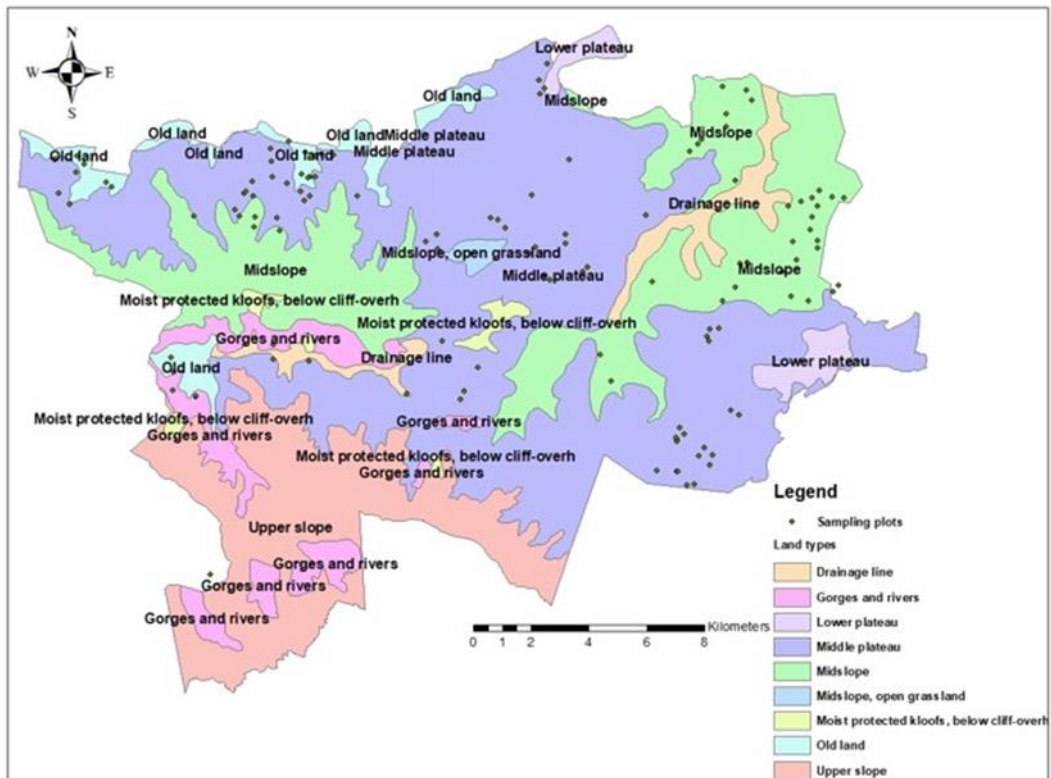 N
W E
S
Lower plateau
Old land
Midslope
Old land
Old land
Middle plateau
Midslope
Old land
Old land
Old land
Middle plateau
Drainage line
Midslope, open grassland
Midslope
Middle plateau
Midslope
Moist protected kloofs, below cliff-overh
Moist protected kloofs, below cliff-overh
Gorges and rivers
Drainage line
Lower plateau
Old land
Moist protected kloofs, below cliff-overh
Gorges and rivers
Gorges and rivers
Moist protected kloofs, below cliff-overh
Gorges and rivers
Upper slope
Gorges and rivers
Gorges and rivers
Gorges and rivers
Kilometers
0 1 2 4 6 8
Legend
Sampling plots
Land types
Drainage line
Gorges and rivers
Lower plateau
Middle plateau
Midslope
Midslope, open grassland
Moist protected kloofs, below cliff-overh
Old land
Upper slope